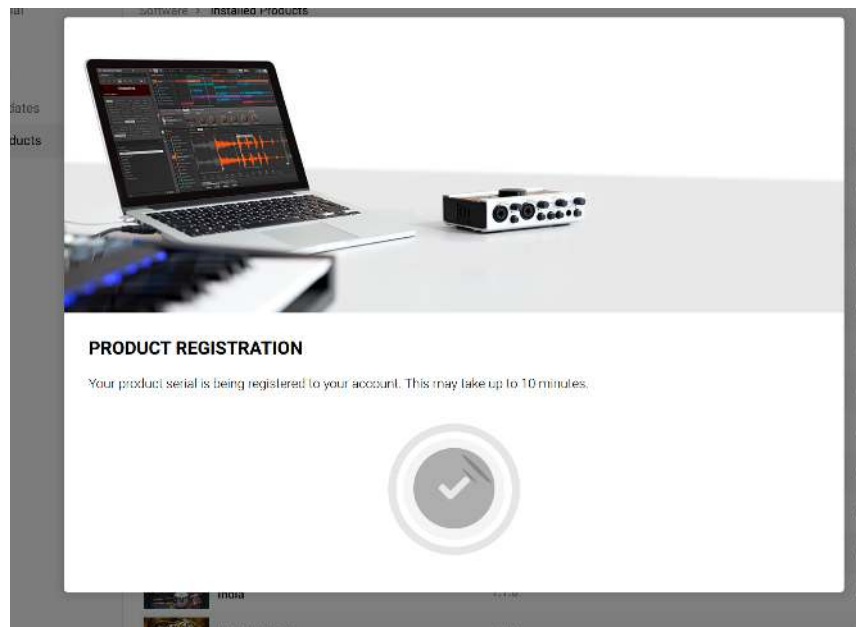 Software > Installed Products
dates
ducts
PRODUCT REGISTRATION
Your product serial is being registered to your account. This may take up to 10 minutes.
India